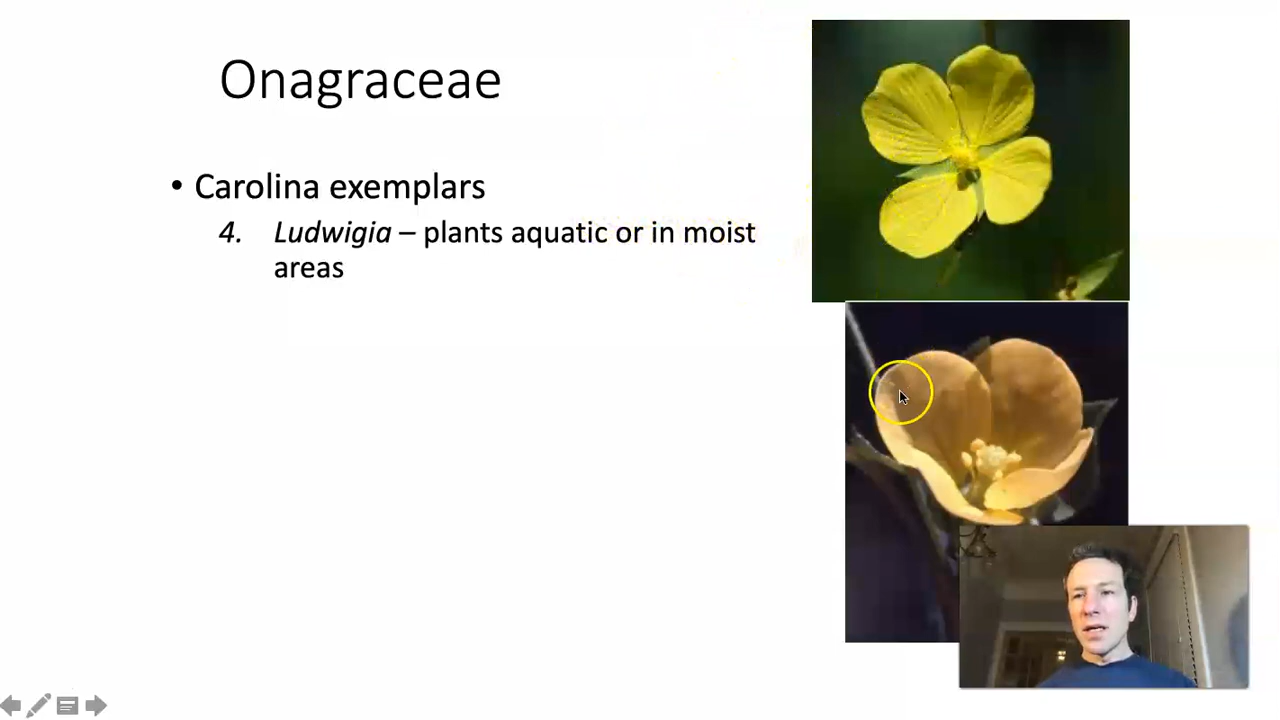 Onagraceae
• Carolina exemplars
4. Ludwigia – plants aquatic or in moist
areas